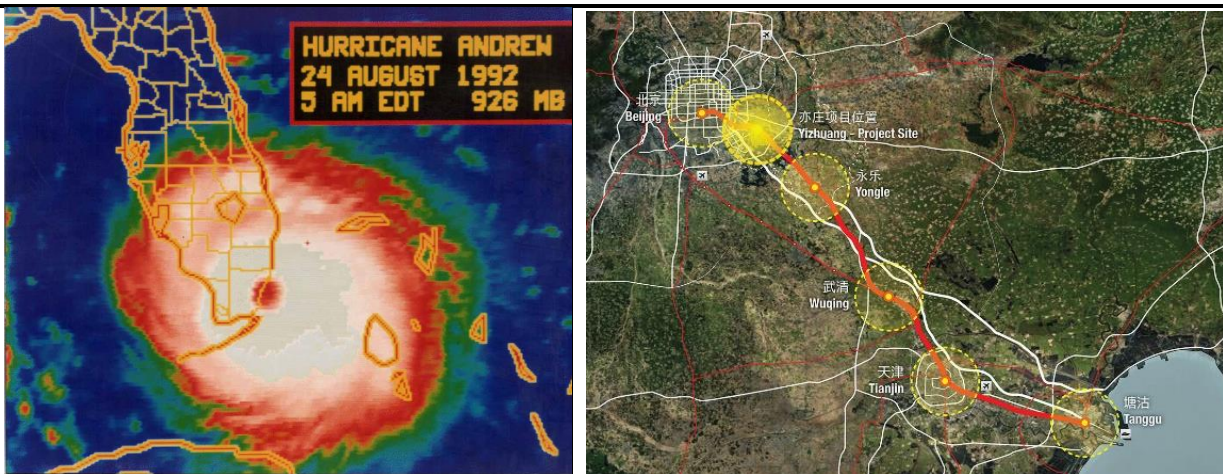 HURRICANE ANDREW
24 AUGUST 1992
5 AM EDT 926 MB
北京
Beijing
亦庄项目位置
Yizhuang - Project Site
永乐
Yongle
武清
Wuqing
天津
Tianjin
塘沽
Tanggu